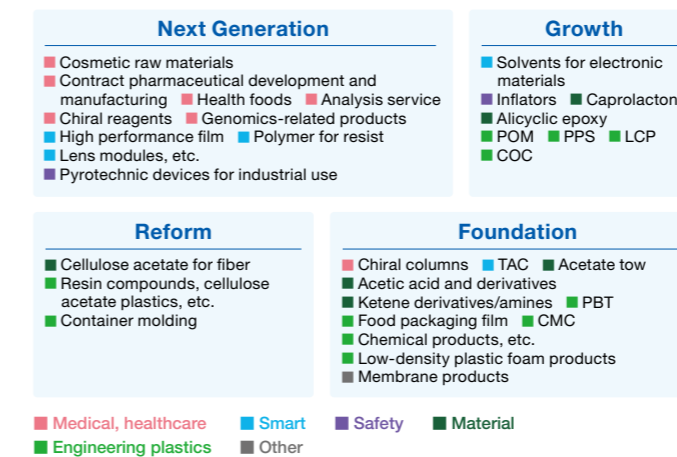 Next Generation
Cosmetic raw materials
Contract pharmaceutical development and
manufacturing Health foods Analysis service
Chiral reagents Genomics-related products
High performance film Polymer for resist
Lens modules, etc.
Pyrotechnic devices for industrial use
Growth
Solvents for electronic
materials
Inflators Caprolacton
Alicyclic epoxy
POM PPS LCP
COC
Reform
Cellulose acetate for fiber
Resin compounds, cellulose
acetate plastics, etc.
Container molding
Foundation
Chiral columns TAC Acetate tow
Acetic acid and derivatives
Ketene derivatives/amines PBT
Food packaging film CMC
Chemical products, etc.
Low-density plastic foam products
Membrane products
Medical, healthcare Smart Safety Material
Engineering plastics Other